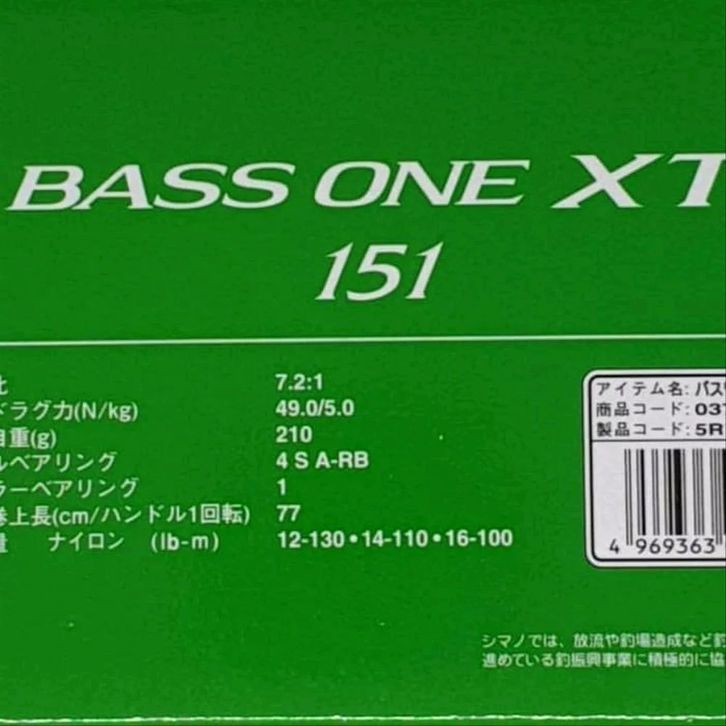 BASS ONE XT
151
比 7.2:1
ドラグ力(N/kg) 49.0/5.0
自重(g) 210
ルベアリング 4 S A-RB
ラーベアリング 1
巻上長(cm/ハンドル1回転) 77
量 ナイロン (lb-m) 12-130•14-110•16-100
アイテム名: バス
商品コード: 03
製品コード: 5R
4 969363
シマノでは、放流や釣場造成など釣
進めている釣振興事業に積極的に協